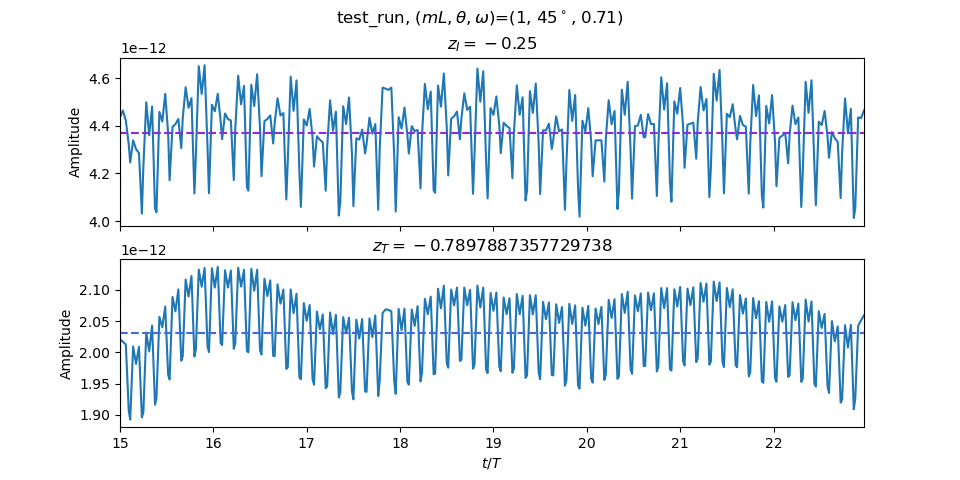 test_run, (mL, θ, ω)=(1, 45°, 0.71)
z_I = −0.25
1e−12
4.6
4.4
4.2
4.0
Amplitude
z_T = −0.7897887357729738
1e−12
2.10
2.05
2.00
1.95
1.90
Amplitude
15 16 17 18 19 20 21 22
t/T